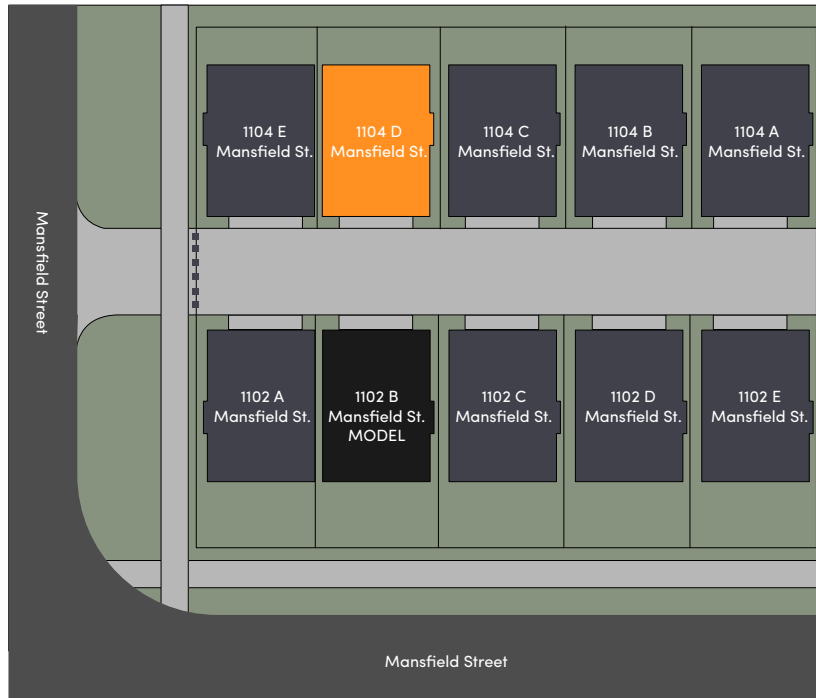 1104 E
Mansfield St.
1104 D
Mansfield St.
1104 C
Mansfield St.
1104 B
Mansfield St.
1104 A
Mansfield St.
Mansfield Street
1102 A
Mansfield St.
1102 B
Mansfield St.
MODEL
1102 C
Mansfield St.
1102 D
Mansfield St.
1102 E
Mansfield St.
Mansfield Street